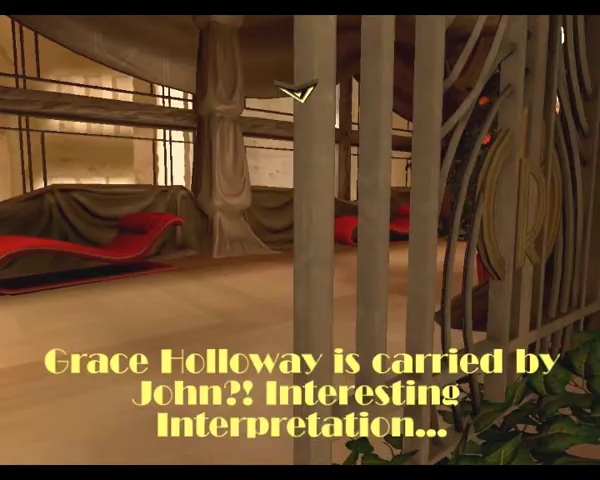 Grace Holloway is carried by
John?! Interesting
Interpretation...